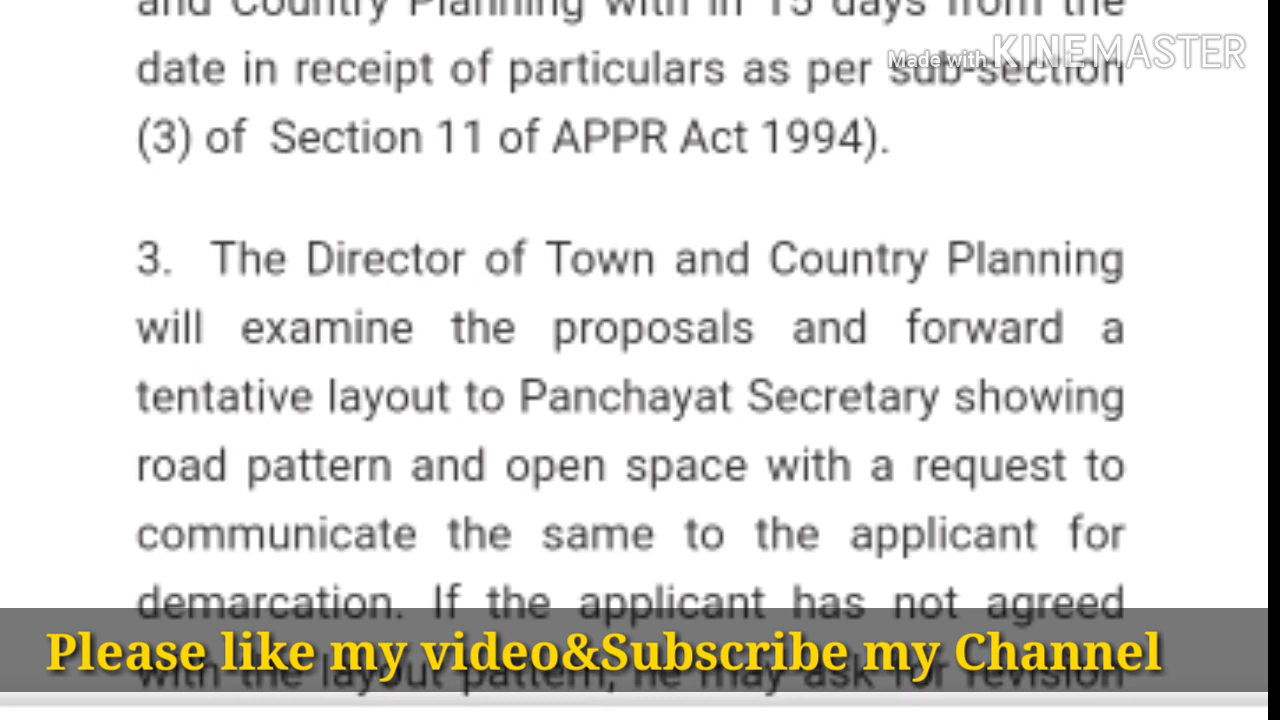 and Country Planning with in 15 days from the
date in receipt of particulars as per sub-section
(3) of Section 11 of APPR Act 1994).
3. The Director of Town and Country Planning
will examine the proposals and forward a
tentative layout to Panchayat Secretary showing
road pattern and open space with a request to
communicate the same to the applicant for
demarcation. If the applicant has not agreed
with the layout pattern, he may ask for revision
Made with KINEMASTER
Please like my video&Subscribe my Channel